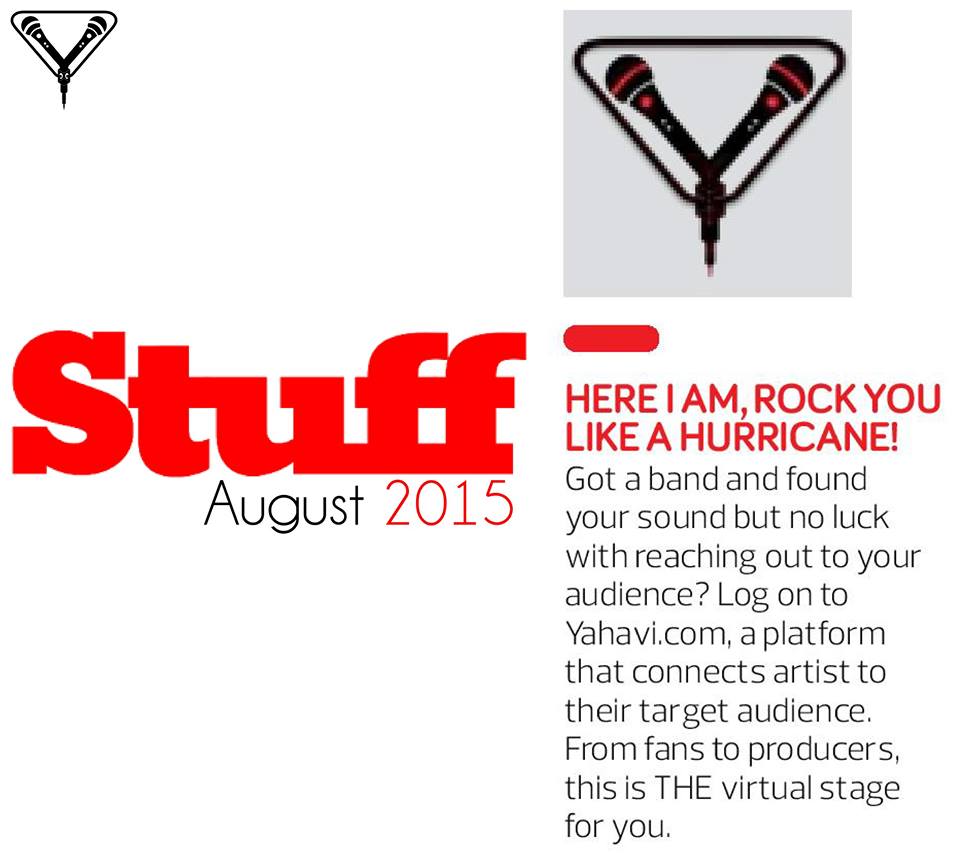 Stuff
August 2015
HERE I AM, ROCK YOU
LIKE A HURRICANE!
Got a band and found
your sound but no luck
with reaching out to your
audience? Log on to
Yahavi.com, a platform
that connects artist to
their target audience.
From fans to producers,
this is THE virtual stage
for you.